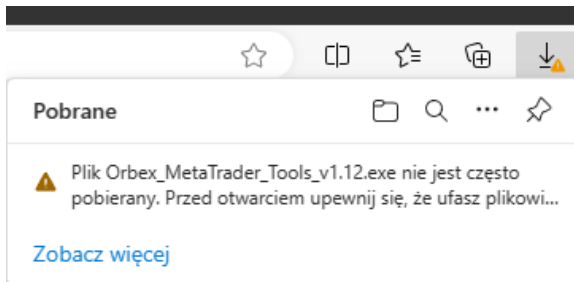 Pobrane
Plik Orbex_MetaTrader_Tools_v1.12.exe nie jest często
pobierany. Przed otwarciem upewnij się, że ufasz plikowi...
Zobacz więcej